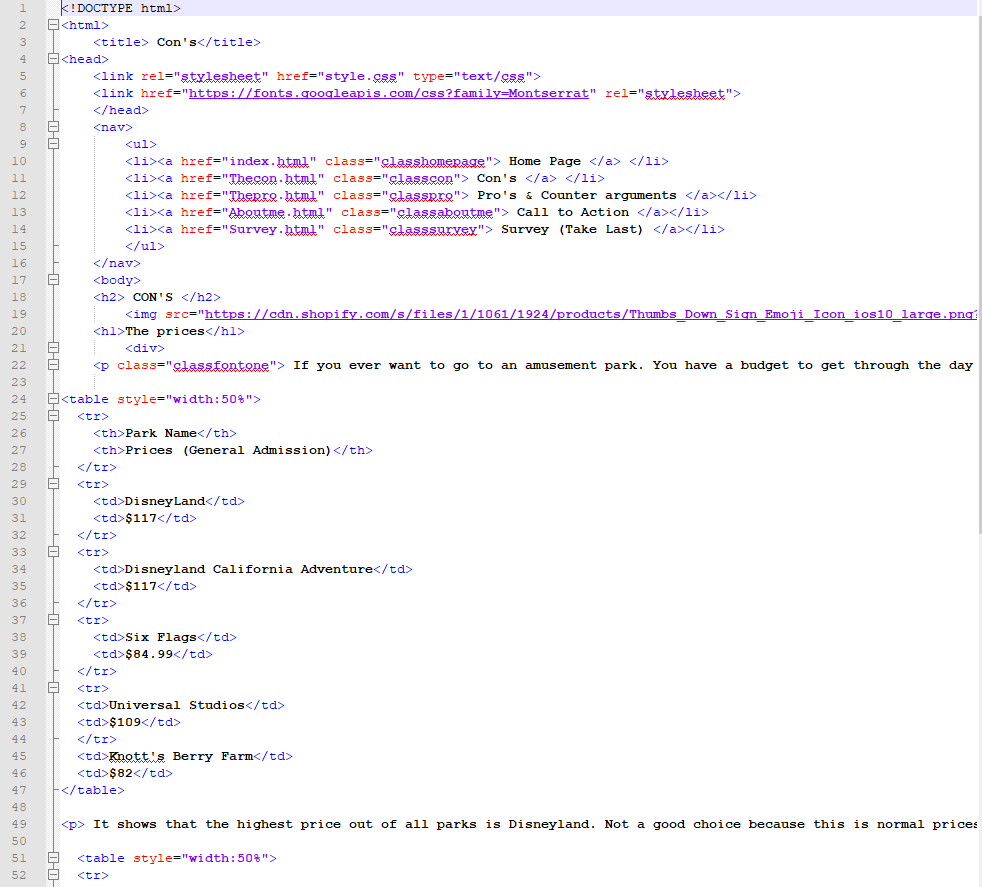 1 <!DOCTYPE html>
2 <html>
3 <title> Con's</title>
4 <head>
5 <link rel="stylesheet" href="style.css" type="text/css">
6 <link href="https://fonts.googleapis.com/css?family=Montserrat" rel="stylesheet">
7 </head>
8 <nav>
9 <ul>
10 <li><a href="index.html" class="classhomepage"> Home Page </a> </li>
11 <li><a href="Thecon.html" class="classcon"> Con's </a> </li>
12 <li><a href="Thepro.html" class="classpro"> Pro's & Counter arguments </a></li>
13 <li><a href="Aboutme.html" class="classaboutme"> Call to Action </a></li>
14 <li><a href="Survey.html" class="classsurvey"> Survey (Take Last) </a></li>
15 </ul>
16 </nav>
17 <body>
18 <h2> CON'S </h2>
19 <img src="https://cdn.shopify.com/s/files/1/1061/1924/products/Thumbs_Down_Sign_Emoji_Icon_ios10_large.png?
20 <h1>The prices</h1>
21 <div>
22 <p class="classfontone"> If you ever want to go to an amusement park. You have a budget to get through the day
23
24 <table style="width:50%">
25 <tr>
26 <th>Park Name</th>
27 <th>Prices (General Admission)</th>
28 </tr>
29 <tr>
30 <td>DisneyLand</td>
31 <td>$117</td>
32 </tr>
33 <tr>
34 <td>Disneyland California Adventure</td>
35 <td>$117</td>
36 </tr>
37 <tr>
38 <td>Six Flags</td>
39 <td>$84.99</td>
40 </tr>
41 <tr>
42 <td>Universal Studios</td>
43 <td>$109</td>
44 </tr>
45 <td>Knott's Berry Farm</td>
46 <td>$82</td>
47 </table>
48
49 <p> It shows that the highest price out of all parks is Disneyland. Not a good choice because this is normal prices
50
51 <table style="width:50%">
52 <tr>